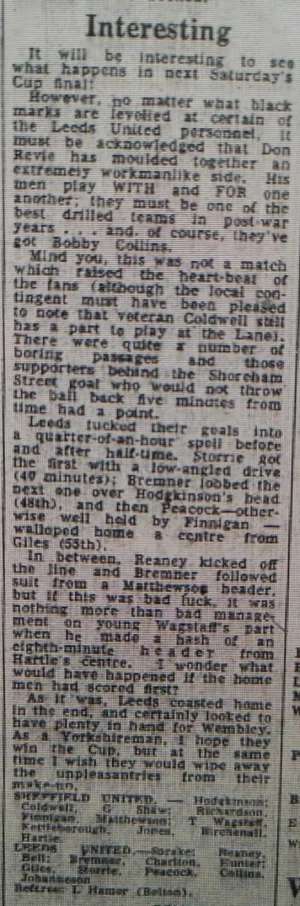 Interesting
It will be interesting to see
what happens in next Saturday's
Cup final!
However, no matter what black
marks are levelled at certain of
the Leeds United personnel, it
must be acknowledged that Don
Revie has moulded together an
extremely workmanlike side. His
men play WITH and FOR one
another; they must be one of the
best drilled teams in post-war
years . . . and, of course, they've
got Bobby Collins.
Mind you, this was not a match
which raised the heart-beat of
the fans (although the local con-
tingent must have been pleased
to note that veteran Coldwell still
has a part to play at the Lane).
There were quite a number of
boring passages and those
supporters behind the Shoreham
Street goal who would not throw
the ball back five minutes from
time had a point.
Leeds tucked their goals into
a quarter-of-an-hour spell before
and after half-time. Storrie got
the first with a low-angled drive
(40 minutes); Bremner lobbed the
next one over Hodgkinson's head
(48th), and then Peacock—other-
wise well held by Finnigan —
walloped home a centre from
Giles (55th).
In between, Reaney kicked off
the line and Bremner followed
suit from a Matthewson header,
but if this was bad luck, it was
nothing more than bad manage-
ment on young Wagstaff's part
when he made a hash of an
eighth-minute header from
Hartle's centre. I wonder what
would have happened if the home
men had scored first?
As it was, Leeds coasted home
in the end, and certainly looked to
have plenty in hand for Wembley.
As a Yorkshireman, I hope they
win the Cup, but at the same
time I wish they would wipe away
the unpleasantries from their
make-up.
SHEFFIELD UNITED. — Hodgkinson;
Coldwell, G Shaw; Richardson,
Finnigan, Matthewson; T Wagstaff,
Kettleborough, Jones, Birchenall,
Hartle.
LEEDS UNITED.—Sprake; Reaney,
Bell; Bremner, Charlton, Hunter;
Giles, Storrie, Peacock, Collins,
Johanneson
Referee: L Hamer (Bolton).